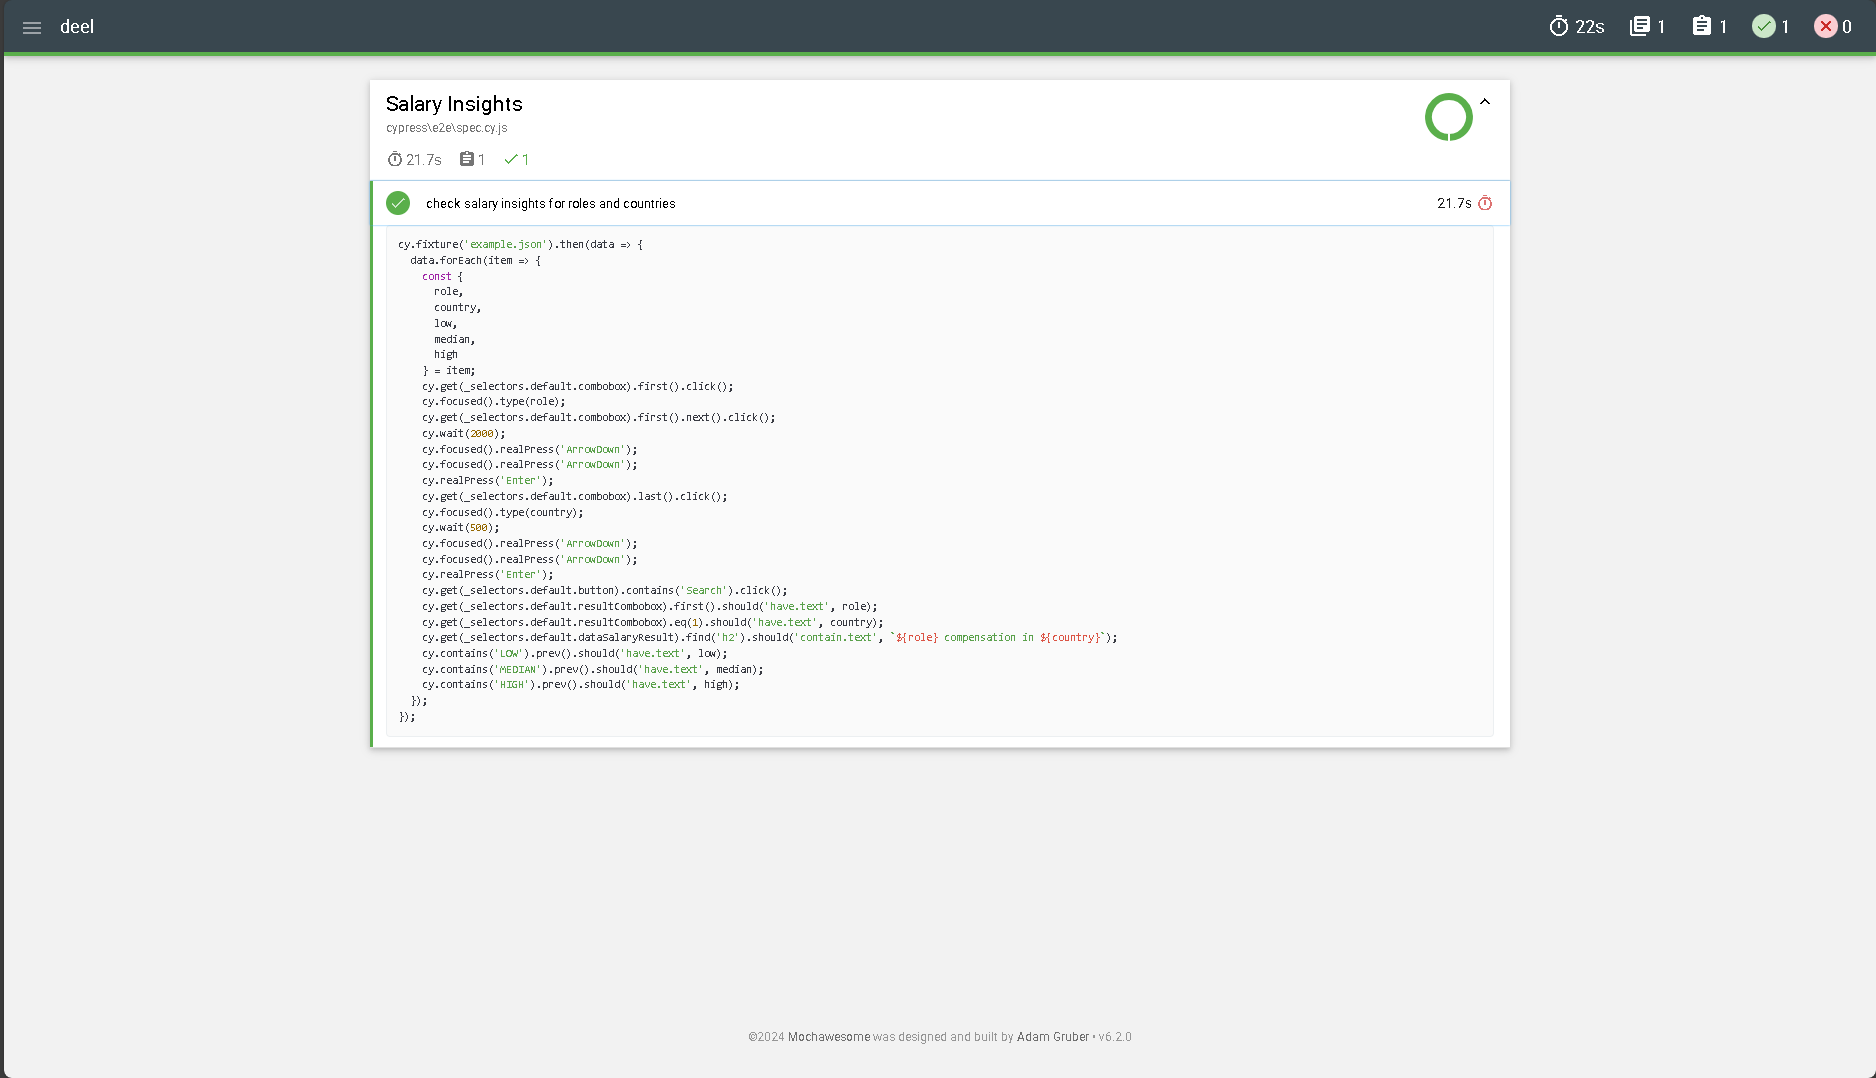 deel
22s 1 1 1 0
Salary Insights
cypress\e2e\spec.cy.js
21.7s 1 1
check salary insights for roles and countries 21.7s
cy.fixture('example.json').then(data => {
  data.forEach(item => {
    const {
      role,
      country,
      low,
      median,
      high
    } = item;
    cy.get(_selectors.default.combobox).first().click();
    cy.focused().type(role);
    cy.get(_selectors.default.combobox).first().next().click();
    cy.wait(2000);
    cy.focused().realPress('ArrowDown');
    cy.focused().realPress('ArrowDown');
    cy.realPress('Enter');
    cy.get(_selectors.default.combobox).last().click();
    cy.focused().type(country);
    cy.wait(500);
    cy.focused().realPress('ArrowDown');
    cy.focused().realPress('ArrowDown');
    cy.realPress('Enter');
    cy.get(_selectors.default.button).contains('Search').click();
    cy.get(_selectors.default.resultCombobox).first().should('have.text', role);
    cy.get(_selectors.default.resultCombobox).eq(1).should('have.text', country);
    cy.get(_selectors.default.dataSalaryResult).find('h2').should('contain.text', `${role} compensation in ${country}`);
    cy.contains('LOW').prev().should('have.text', low);
    cy.contains('MEDIAN').prev().should('have.text', median);
    cy.contains('HIGH').prev().should('have.text', high);
  });
});
©2024 Mochawesome was designed and built by Adam Gruber • v6.2.0